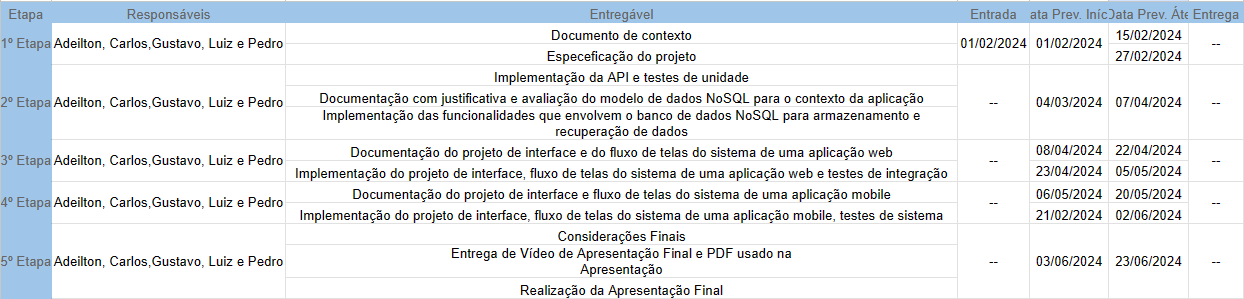 Etapa Responsáveis Entregável Entrada ata Prev. Iníc Data Prev. Áte Entrega
1º Etapa Adeilton, Carlos,Gustavo, Luiz e Pedro Documento de contexto 01/02/2024 01/02/2024 15/02/2024 --
Especeficação do projeto 27/02/2024
2º Etapa Adeilton, Carlos,Gustavo, Luiz e Pedro Implementação da API e testes de unidade -- 04/03/2024 07/04/2024 --
Documentação com justificativa e avaliação do modelo de dados NoSQL para o contexto da aplicação
Implementação das funcionalidades que envolvem o banco de dados NoSQL para armazenamento e
recuperação de dados
3º Etapa Adeilton, Carlos,Gustavo, Luiz e Pedro Documentação do projeto de interface e do fluxo de telas do sistema de uma aplicação web -- 08/04/2024 22/04/2024 --
Implementação do projeto de interface, fluxo de telas do sistema de uma aplicação web e testes de integração 23/04/2024 05/05/2024
4º Etapa Adeilton, Carlos,Gustavo, Luiz e Pedro Documentação do projeto de interface e fluxo de telas do sistema de uma aplicação mobile -- 06/05/2024 20/05/2024 --
Implementação do projeto de interface, fluxo de telas do sistema de uma aplicação mobile, testes de sistema 21/02/2024 02/06/2024
5º Etapa Adeilton, Carlos,Gustavo, Luiz e Pedro Considerações Finais -- 03/06/2024 23/06/2024 --
Entrega de Vídeo de Apresentação Final e PDF usado na
Apresentação
Realização da Apresentação Final